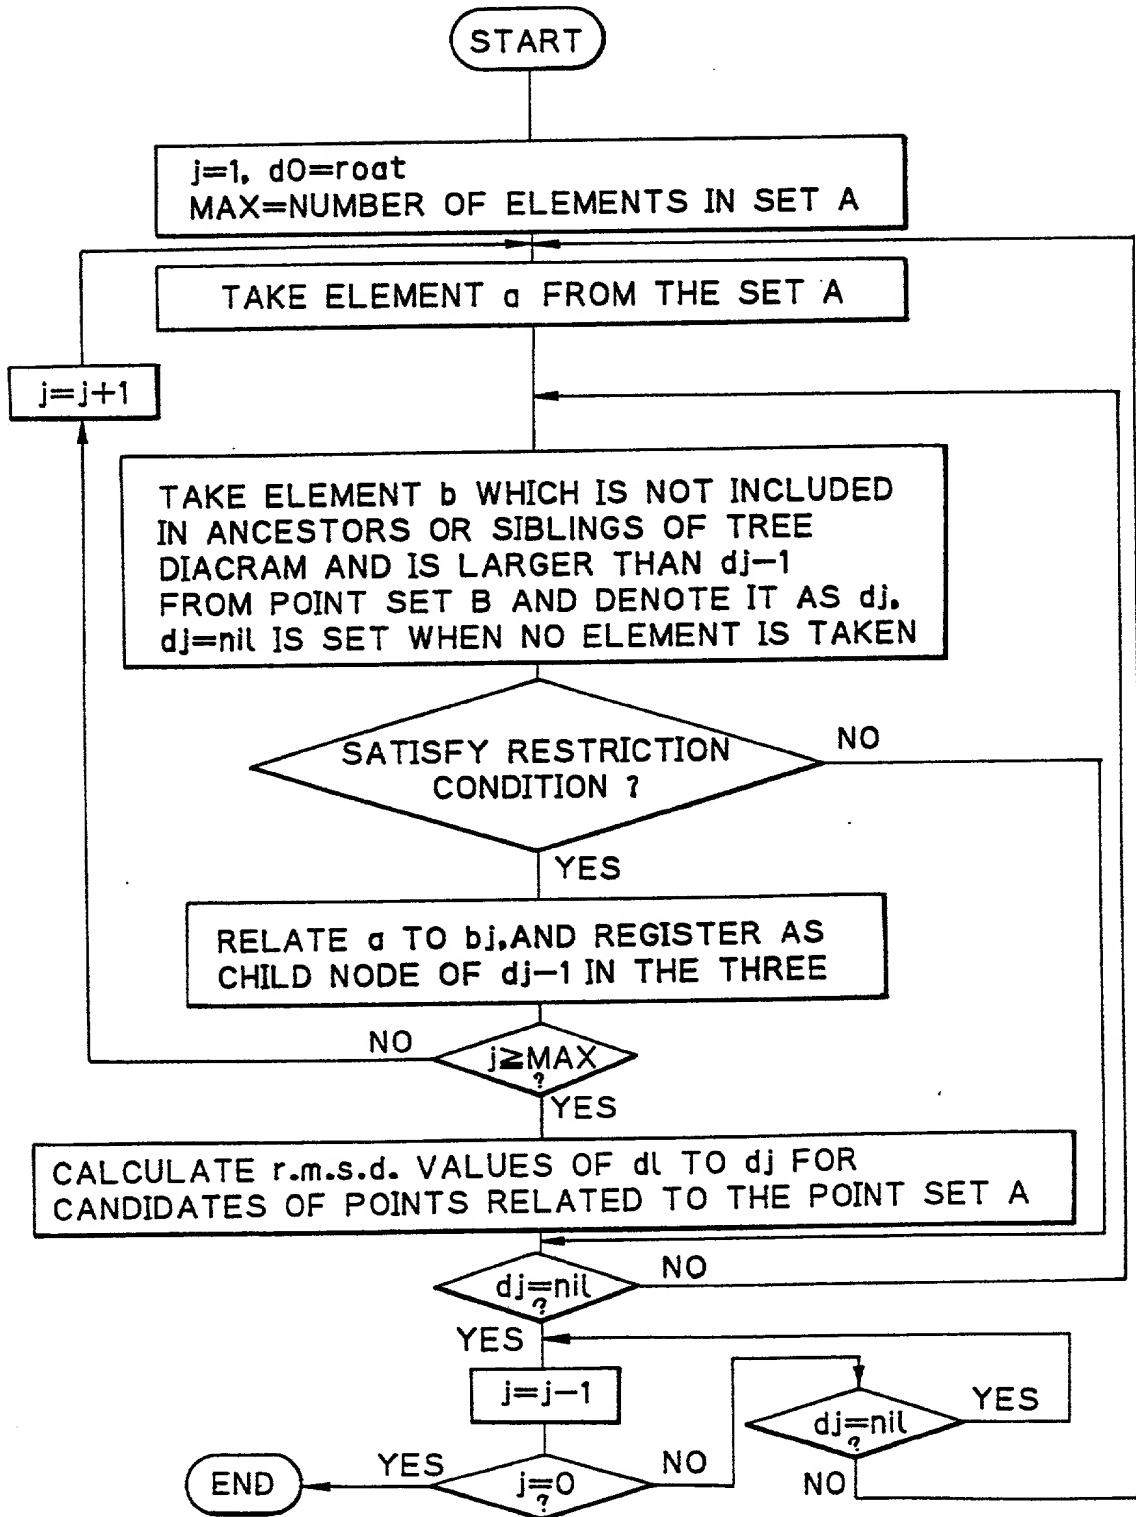 START
j=1, d0=roat
MAX=NUMBER OF ELEMENTS IN SET A
TAKE ELEMENT a FROM THE SET A
j=j+1
TAKE ELEMENT b WHICH IS NOT INCLUDED
IN ANCESTORS OR SIBLINGS OF TREE
DIACRAM AND IS LARGER THAN dj-1
FROM POINT SET B AND DENOTE IT AS dj.
dj=nil IS SET WHEN NO ELEMENT IS TAKEN
SATISFY RESTRICTION
CONDITION ?
NO
YES
RELATE a TO bj,AND REGISTER AS
CHILD NODE OF dj-1 IN THE THREE
NO
j≧MAX
?
YES
CALCULATE r.m.s.d. VALUES OF dl TO dj FOR
CANDIDATES OF POINTS RELATED TO THE POINT SET A
dj=nil
?
NO
YES
j=j-1
dj=nil
?
YES
NO
j=0
?
NO
YES
END